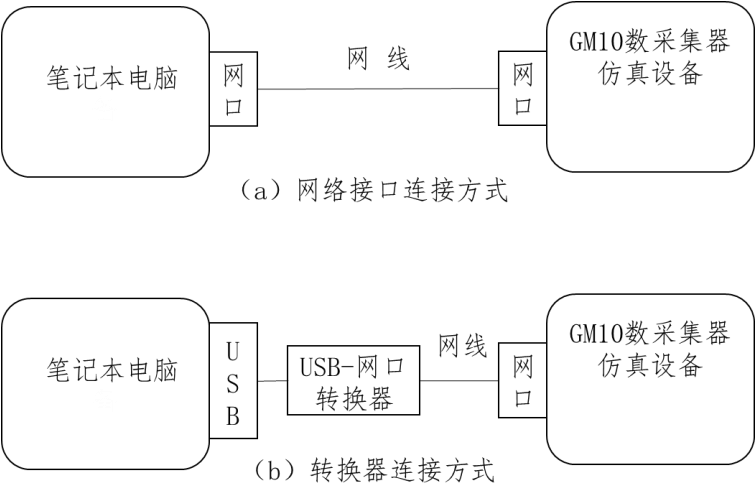 笔记本电脑
网口
网 线
网口
GM10数采集器
仿真设备
（a）网络接口连接方式
笔记本电脑
USB
USB-网口
转换器
网线
网口
GM10数采集器
仿真设备
（b）转换器连接方式